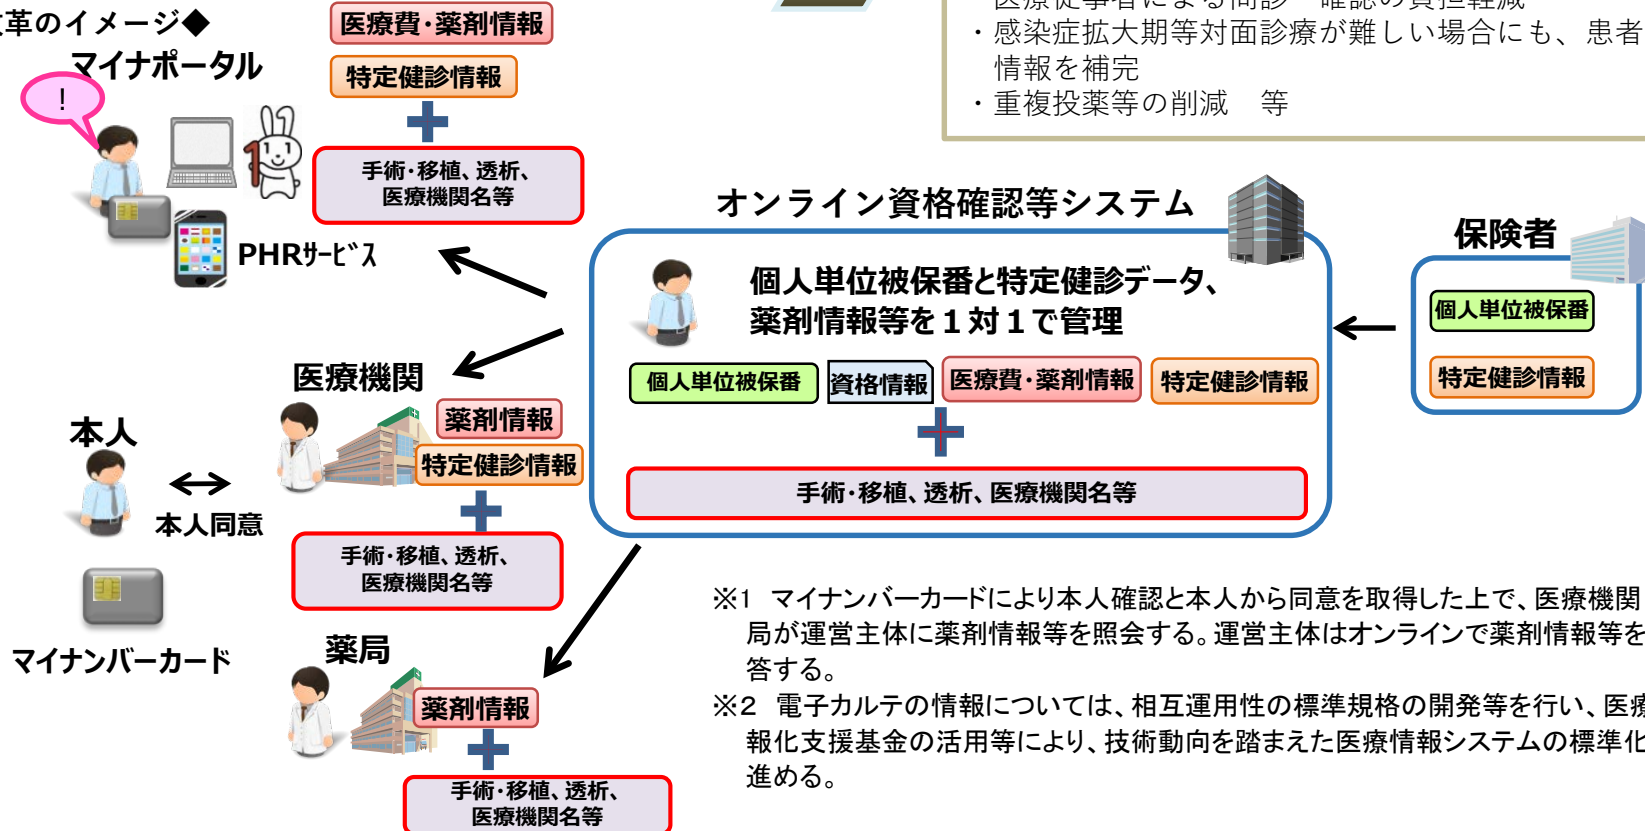 革のイメージ◆
マイナポータル
!
医療費・薬剤情報
特定健診情報
手術・移植、透析、
医療機関名等
PHRｻｰﾋﾞｽ
・感染症拡大期等対面診療が難しい場合にも、患者
情報を補完
・重複投薬等の削減　等
オンライン資格確認等システム
個人単位被保番と特定健診データ、
薬剤情報等を１対１で管理
個人単位被保番
資格情報
医療費・薬剤情報
特定健診情報
手術・移植、透析、医療機関名等
保険者
個人単位被保番
特定健診情報
医療機関
薬剤情報
特定健診情報
手術・移植、透析、
医療機関名等
本人
本人同意
マイナンバーカード
薬局
薬剤情報
手術・移植、透析、
医療機関名等
※1　マイナンバーカードにより本人確認と本人から同意を取得した上で、医療機関
局が運営主体に薬剤情報等を照会する。運営主体はオンラインで薬剤情報等を
答する。
※２　電子カルテの情報については、相互運用性の標準規格の開発等を行い、医療
報化支援基金の活用等により、技術動向を踏まえた医療情報システムの標準化
進める。